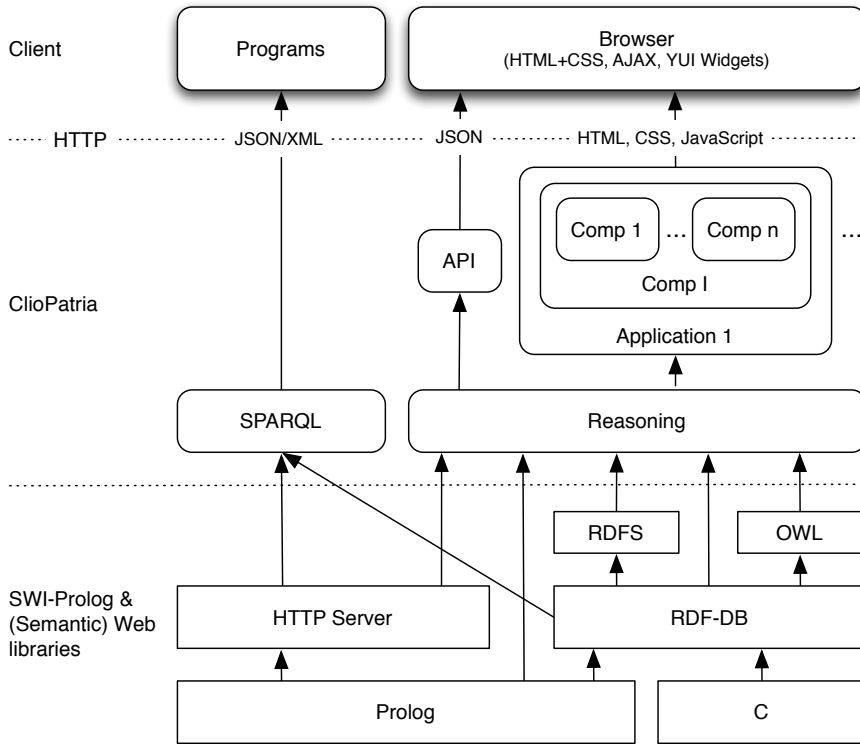 Client
Programs
Browser
(HTML+CSS, AJAX, YUI Widgets)
HTTP
JSON/XML
JSON
HTML, CSS, JavaScript
Comp 1
...
Comp n
...
API
Comp I
ClioPatria
Application 1
SPARQL
Reasoning
RDFS
OWL
SWI-Prolog &
(Semantic) Web
libraries
HTTP Server
RDF-DB
Prolog
C